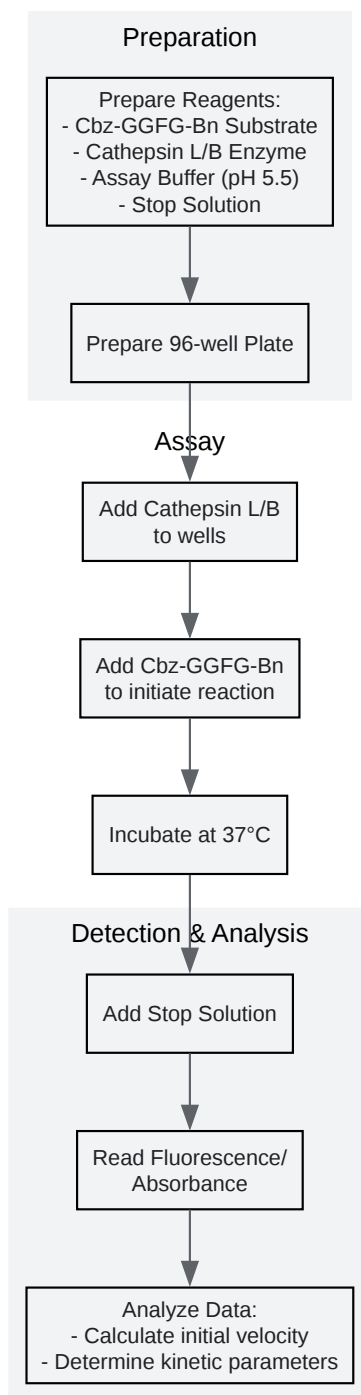 Preparation
Prepare Reagents:
- Cbz-GGFG-Bn Substrate
- Cathepsin L/B Enzyme
- Assay Buffer (pH 5.5)
- Stop Solution
Prepare 96-well Plate
Assay
Add Cathepsin L/B
to wells
Add Cbz-GGFG-Bn
to initiate reaction
Incubate at 37°C
Detection & Analysis
Add Stop Solution
Read Fluorescence/
Absorbance
Analyze Data:
- Calculate initial velocity
- Determine kinetic parameters